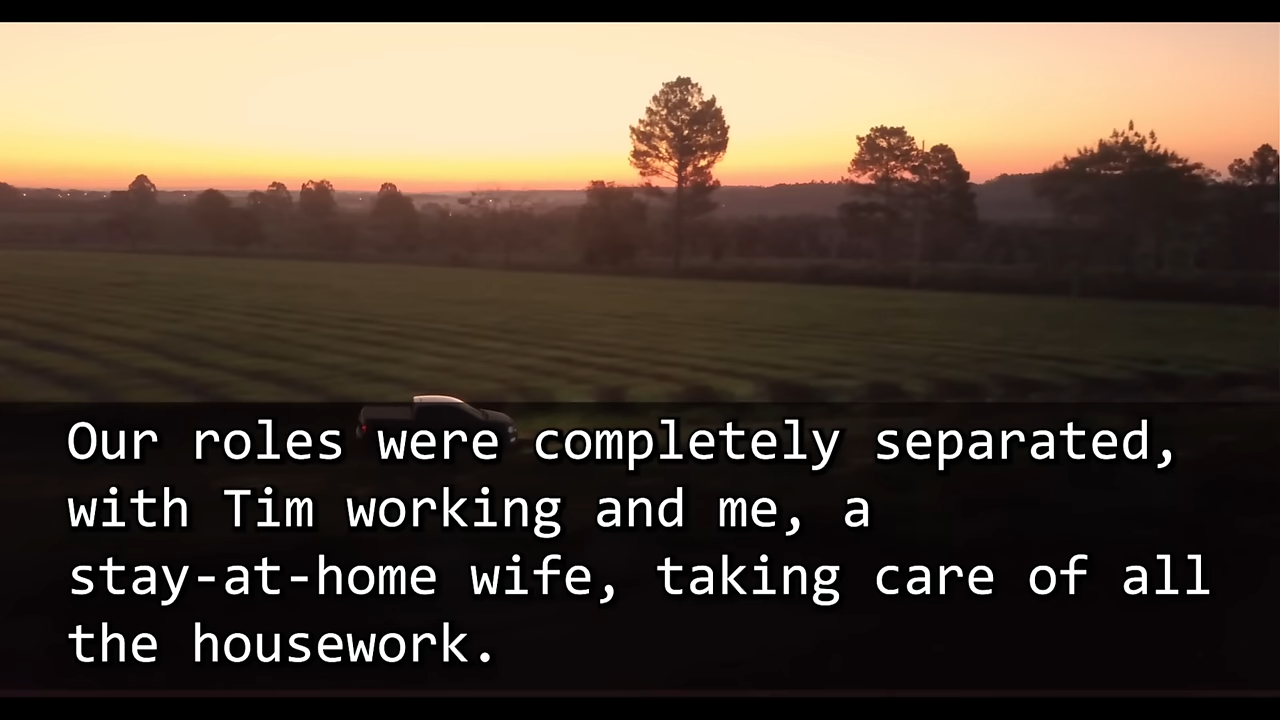 Our roles were completely separated,
with Tim working and me, a
stay-at-home wife, taking care of all
the housework.